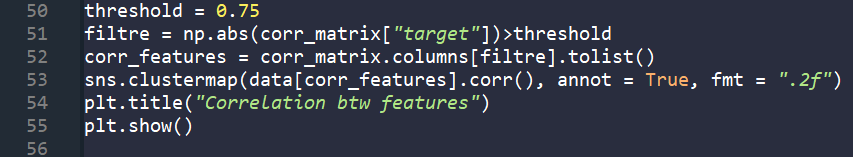 50 threshold = 0.75
51 filtre = np.abs(corr_matrix["target"])>threshold
52 corr_features = corr_matrix.columns[filtre].tolist()
53 sns.clustermap(data[corr_features].corr(), annot = True, fmt = ".2f")
54 plt.title("Correlation btw features")
55 plt.show()
56